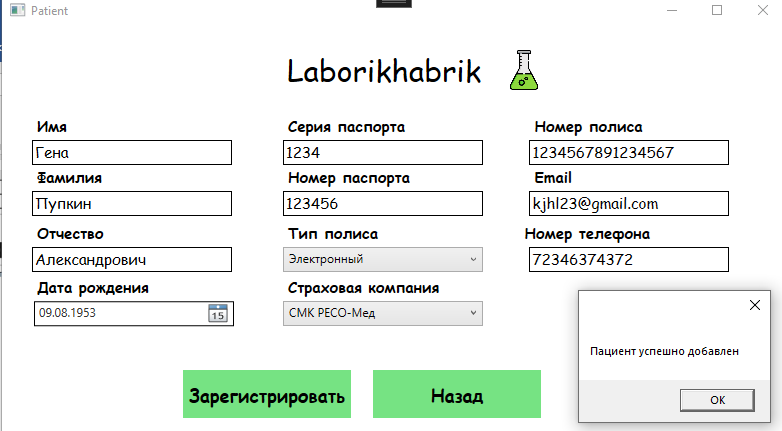 Patient
Laborikhabrik
Имя
Серия паспорта
Номер полиса
Гена
1234
1234567891234567
Фамилия
Номер паспорта
Email
Пупкин
123456
kjhl23@gmail.com
Отчество
Тип полиса
Номер телефона
Александрович
Электронный
72346374372
Дата рождения
Страховая компания
09.08.1953
15
СМК РЕСО-Мед
Пациент успешно добавлен
OK
Зарегистрировать
Назад